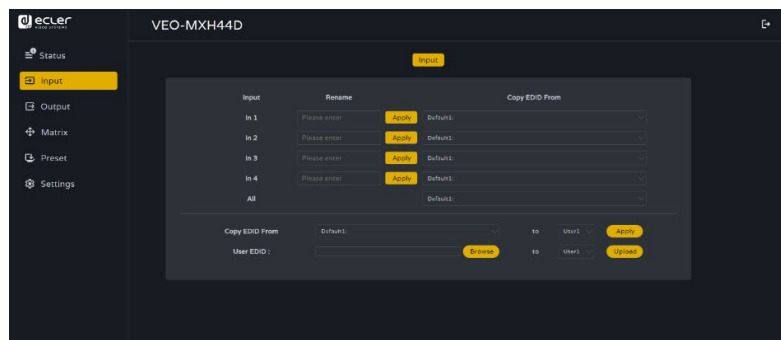 ecler
VIDEO SYSTEMS
VEO-MXH44D
Status
Input
Output
Matrix
Preset
Settings
Input
Input Rename Copy EDID From
In 1 Please enter Apply Default1:
In 2 Please enter Apply Default1:
In 3 Please enter Apply Default1:
In 4 Please enter Apply Default1:
All Default1:
Copy EDID From Default1: to User1 Apply
User EDID : Browse to User1 Upload